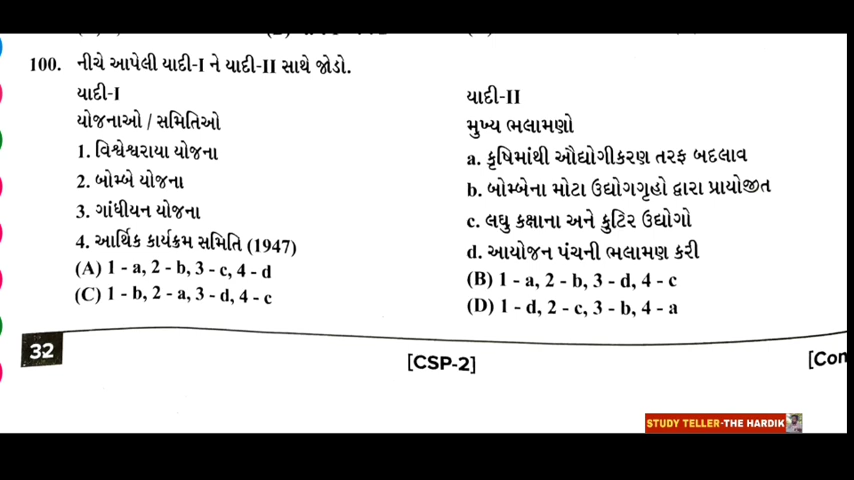 100. નીચે આપેલી યાદી-I ને યાદી-II સાથે જોડો.
યાદી-I
યોજનાઓ / સમિતિઓ
1. વિશ્વેશ્વરાયા યોજના
2. બોમ્બે યોજના
3. ગાંધીયન યોજના
4. આર્થિક કાર્યક્રમ સમિતિ (1947)
યાદી-II
મુખ્ય ભલામણો
a. કૃષિમાંથી ઔદ્યોગીકરણ તરફ બદલાવ
b. બોમ્બેના મોટા ઉદ્યોગગૃહો દ્વારા પ્રાયોજીત
c. લઘુ કક્ષાના અને કુટિર ઉદ્યોગો
d. આયોજન પંચની ભલામણ કરી
(A) 1 - a, 2 - b, 3 - c, 4 - d
(B) 1 - a, 2 - b, 3 - d, 4 - c
(C) 1 - b, 2 - a, 3 - d, 4 - c
(D) 1 - d, 2 - c, 3 - b, 4 - a
32
[CSP-2]
[Con
STUDY TELLER-THE HARDIK